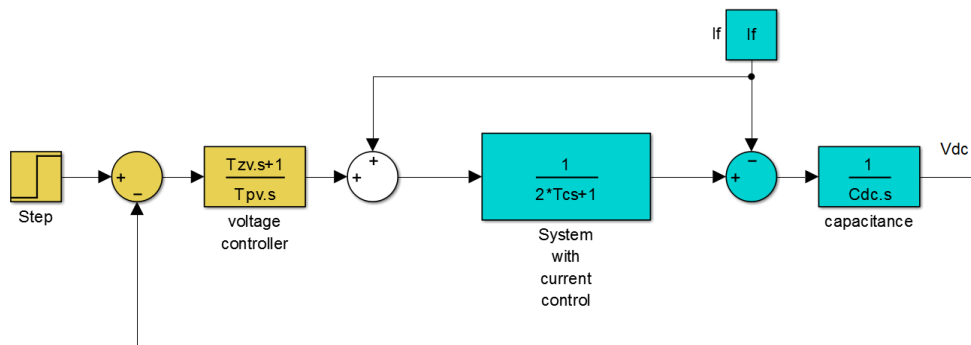 If
If
Vdc
Step
+
−
Tzv.s+1
Tpv.s
voltage
controller
+
+
1
2*Tcs+1
System
with
current
control
−
+
1
Cdc.s
capacitance